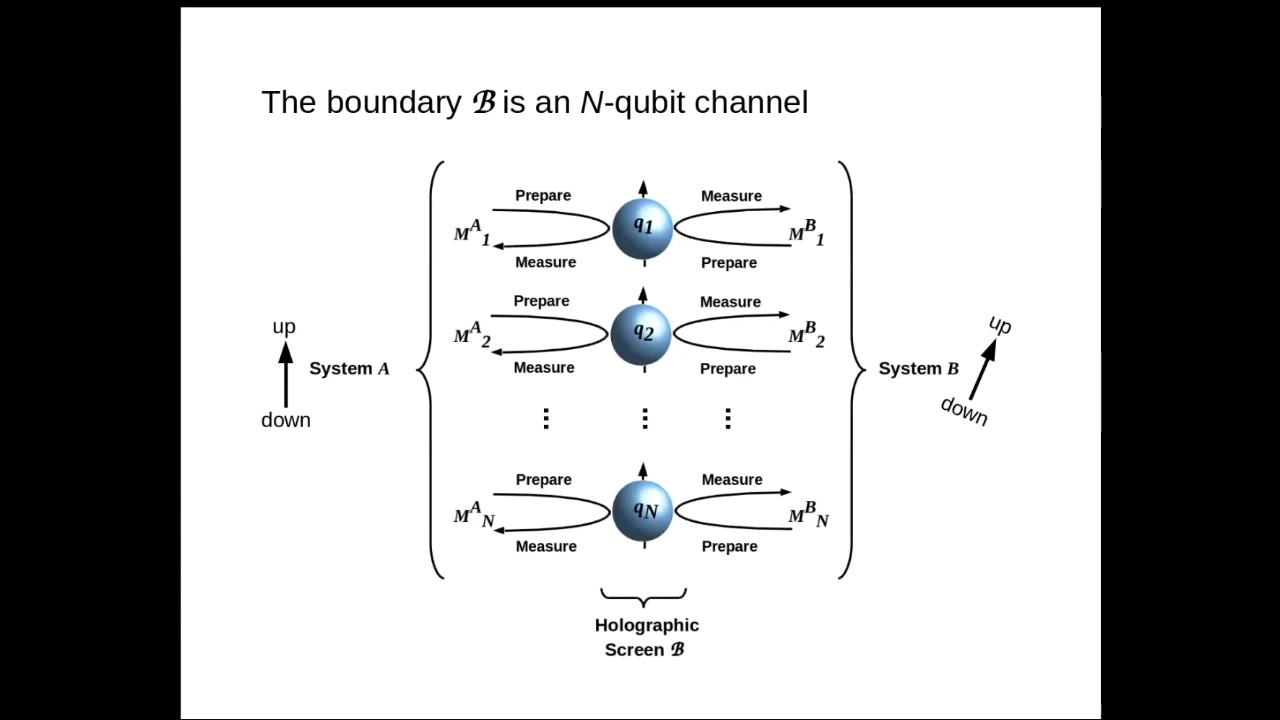 The boundary ℬ is an N-qubit channel
Prepare Measure
q1
M^A_1 M^B_1
Measure Prepare
Prepare Measure
q2
M^A_2 M^B_2
Measure Prepare
up up
System A System B
down down
Prepare Measure
qN
M^A_N M^B_N
Measure Prepare
Holographic
Screen ℬ